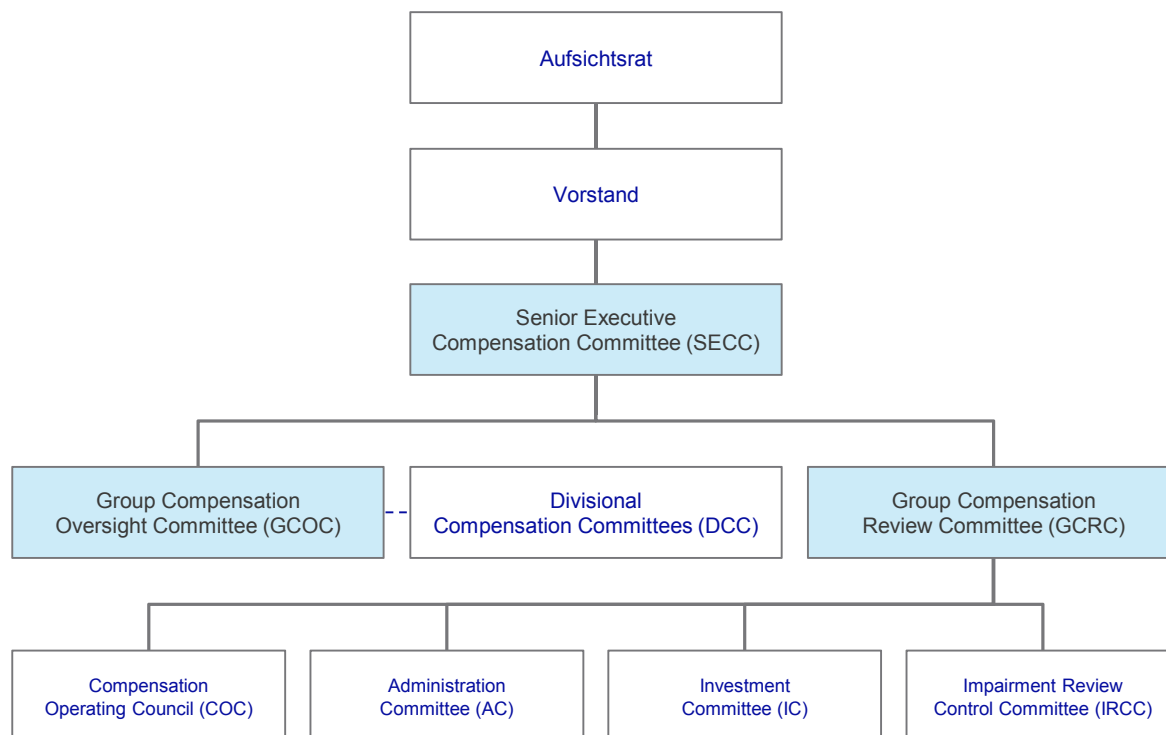 Aufsichtsrat
Vorstand
Senior Executive
Compensation Committee (SECC)
Group Compensation
Oversight Committee (GCOC)
Divisional
Compensation Committees (DCC)
Group Compensation
Review Committee (GCRC)
Compensation
Operating Council (COC)
Administration
Committee (AC)
Investment
Committee (IC)
Impairment Review
Control Committee (IRCC)